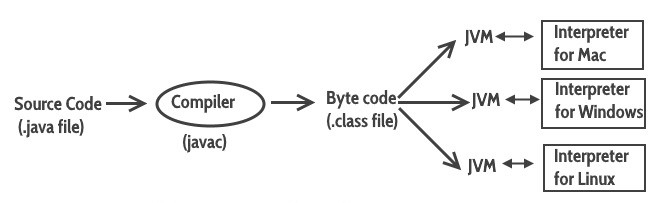 Source Code
(.java file)
Compiler
(javac)
Byte code
(.class file)
JVM
Interpreter
for Mac
JVM
Interpreter
for Windows
JVM
Interpreter
for Linux